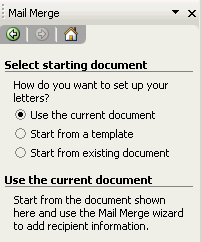 Mail Merge
Select starting document
How do you want to set up your
letters?
Use the current document
Start from a template
Start from existing document
Use the current document
Start from the document shown
here and use the Mail Merge wizard
to add recipient information.